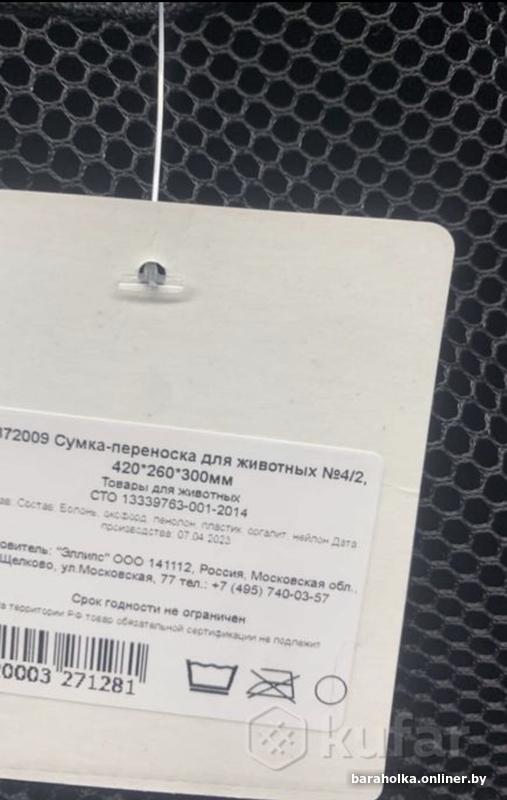 372009 Сумка-переноска для животных №4/2,
420*260*300мм
Товары для животных
СТО 13339763-001-2014
ав: Состав: Болонь, оксфорд, пенолон, пластик, оргалит, нейлон Дата
производства: 07.04.2023
овитель: "Эллипс" ООО 141112, Россия, Московская обл.,
Щелково, ул.Московская, 77 тел.: +7 (495) 740-03-57
Срок годности не ограничен
а территории РФ товар обязательной сертификации не подлежит
0003 271281
kufar
baraholka.onliner.by